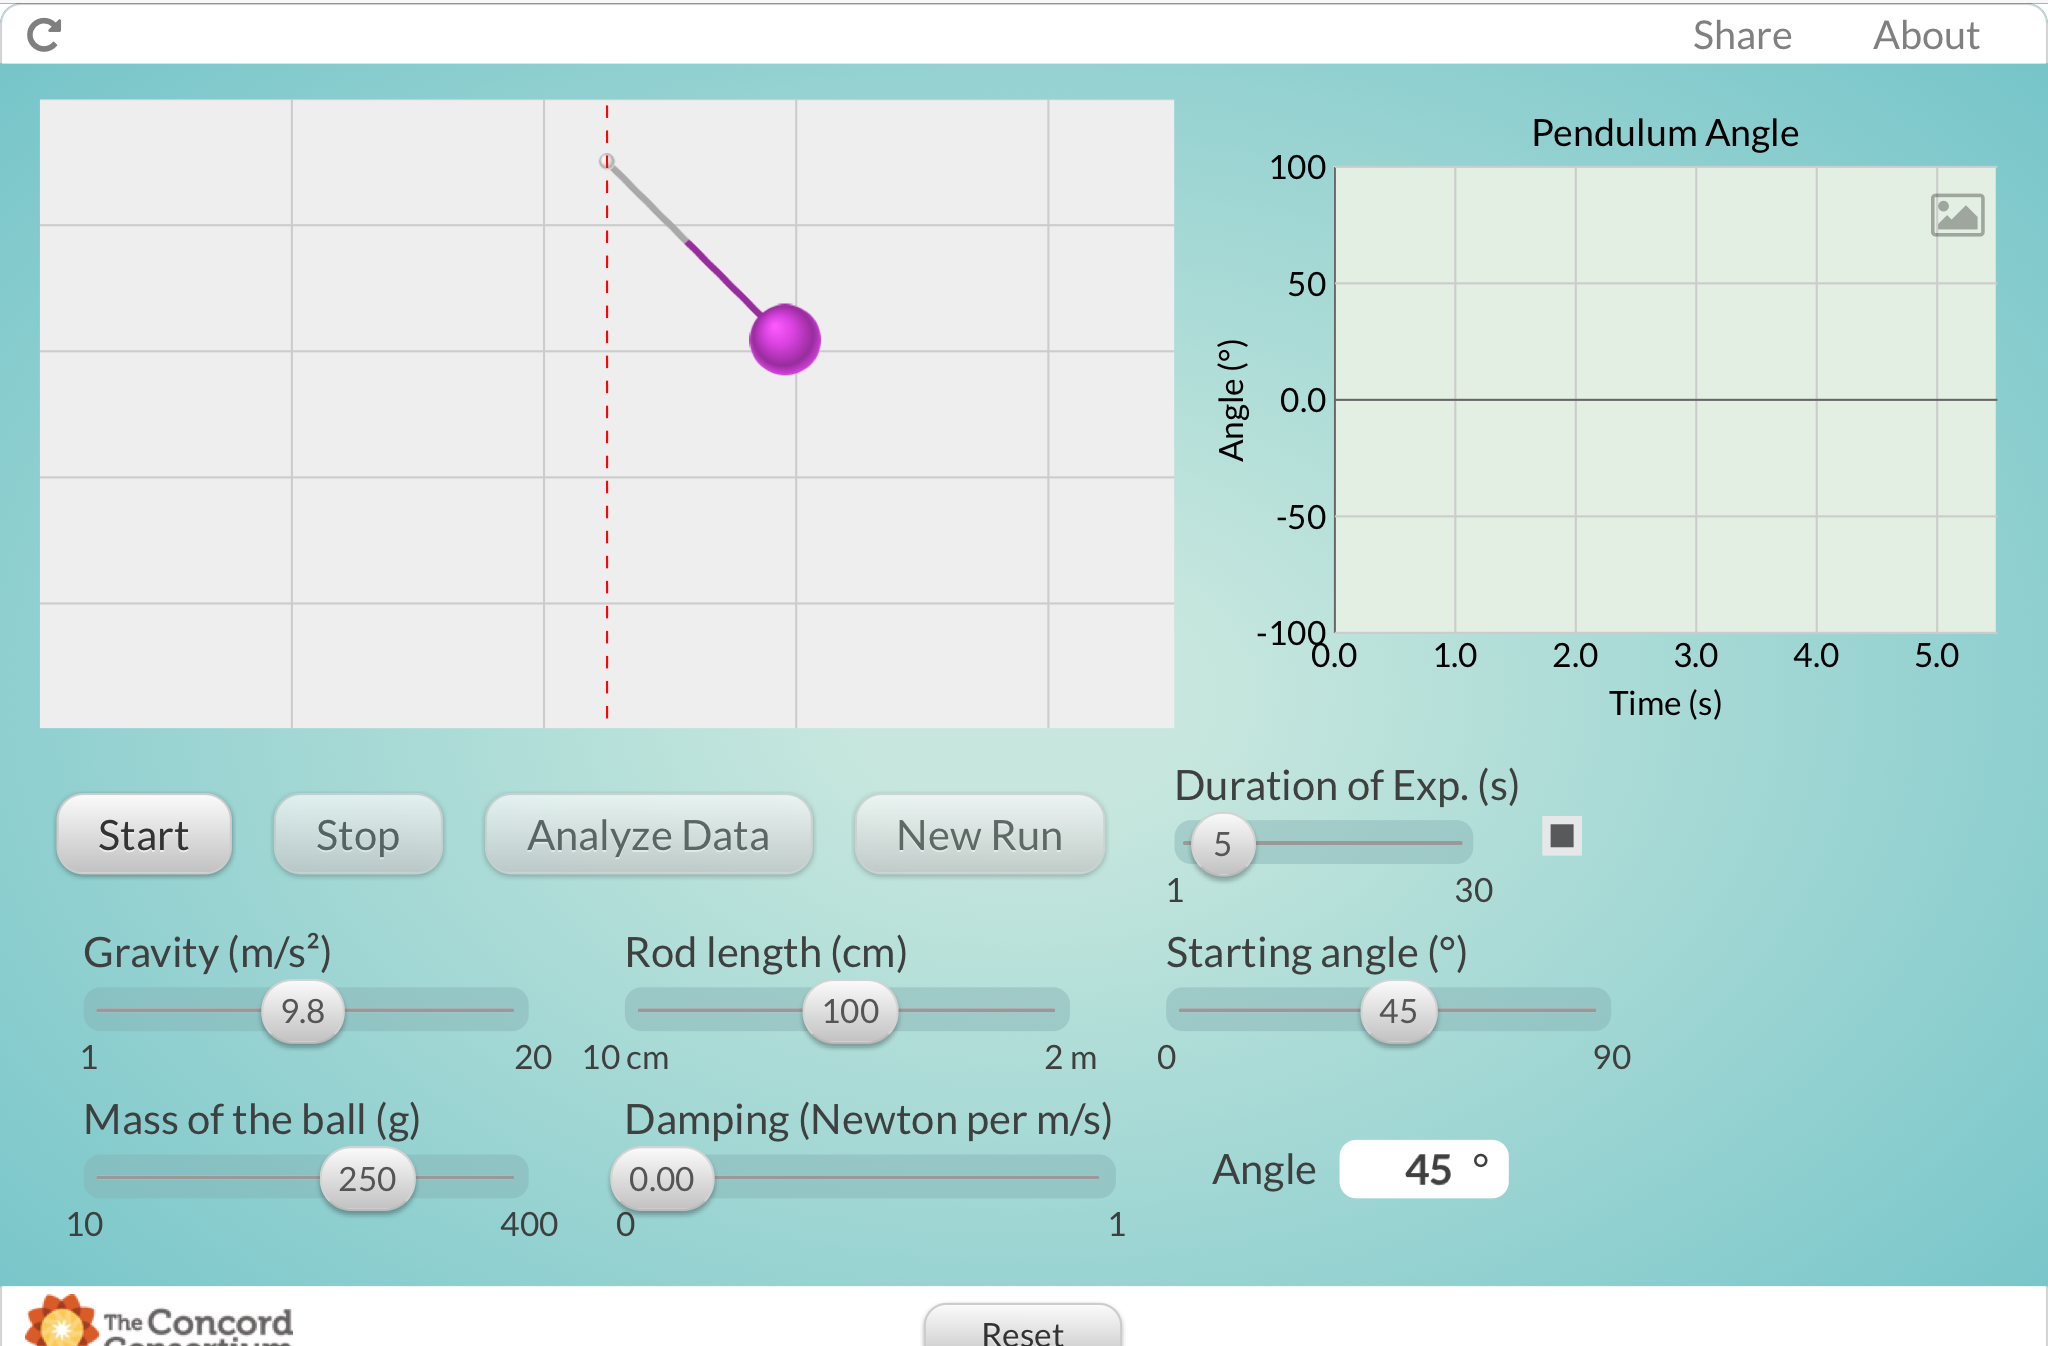 Share About
Pendulum Angle
100
50
0.0
-50
-100
Angle (°)
0.0 1.0 2.0 3.0 4.0 5.0
Time (s)
Start Stop Analyze Data New Run
Duration of Exp. (s)
5
1 30
Gravity (m/s²)
9.8
1 20
Rod length (cm)
100
10 cm 2 m
Starting angle (°)
45
0 90
Mass of the ball (g)
250
10 400
Damping (Newton per m/s)
0.00
0 1
Angle 45 °
The Concord
Consortium
Reset